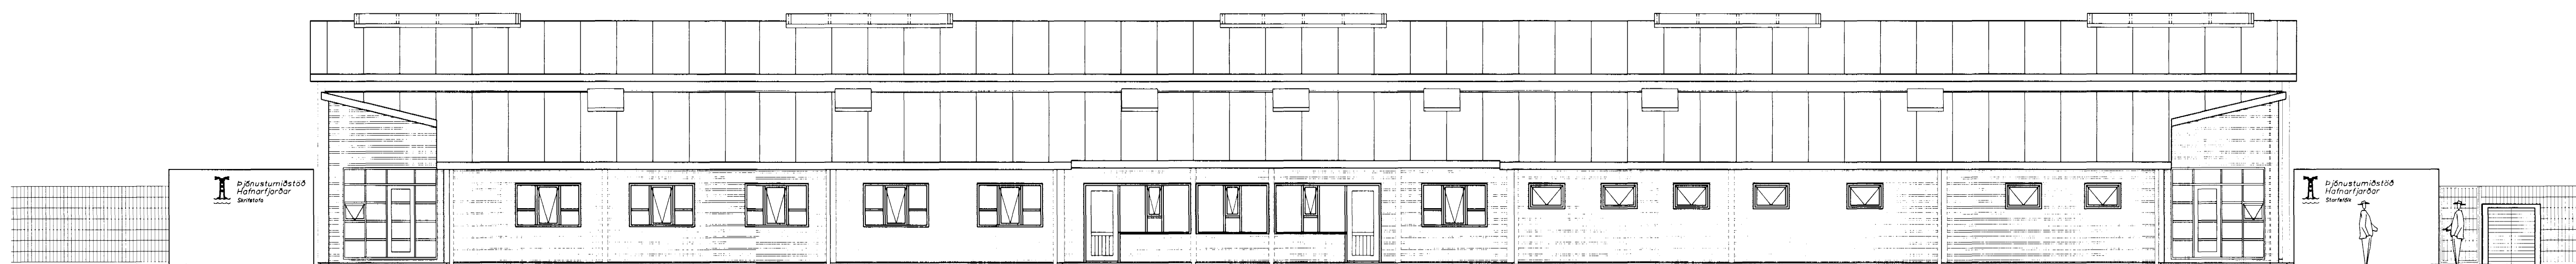 Þjónustumiðstöð
Hafnarfjarðar
Skrifstofa
Þjónustumiðstöð
Hafnarfjarðar
Starfsfólk